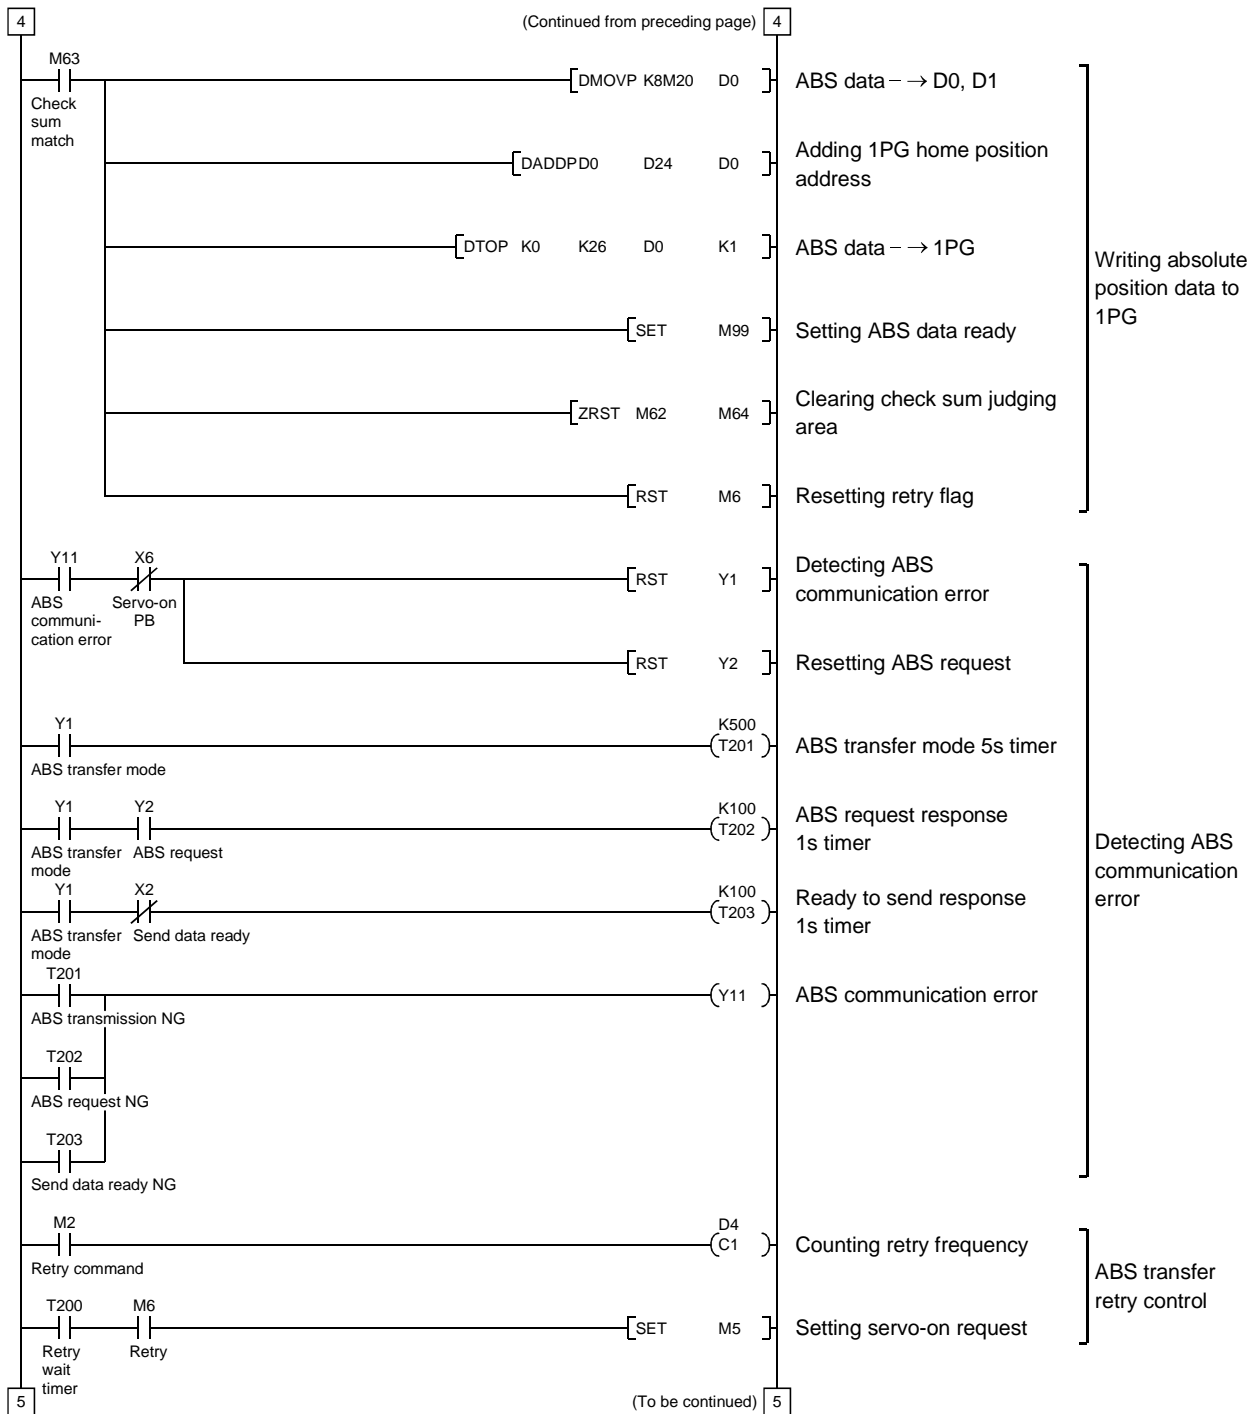 4 (Continued from preceding page) 4
M63
Check
sum
match
DMOVP K8M20 D0
ABS data − → D0, D1
DADDPD0 D24 D0
Adding 1PG home position
address
DTOP K0 K26 D0 K1
ABS data − → 1PG
SET M99
Setting ABS data ready
ZRST M62 M64
Clearing check sum judging
area
RST M6
Resetting retry flag
Writing absolute
position data to
1PG
Y11 X6
ABS
communi-
cation error
Servo-on
PB
RST Y1
Detecting ABS
communication error
RST Y2
Resetting ABS request
Y1
ABS transfer mode
K500
T201
ABS transfer mode 5s timer
Y1 Y2
ABS transfer
mode
ABS request
K100
T202
ABS request response
1s timer
Y1 X2
ABS transfer
mode
Send data ready
K100
T203
Ready to send response
1s timer
T201
ABS transmission NG
Y11
ABS communication error
T202
ABS request NG
T203
Send data ready NG
Detecting ABS
communication
error
M2
Retry command
D4
C1
Counting retry frequency
T200 M6
Retry
wait
timer
Retry
SET M5
Setting servo-on request
ABS transfer
retry control
5 (To be continued) 5